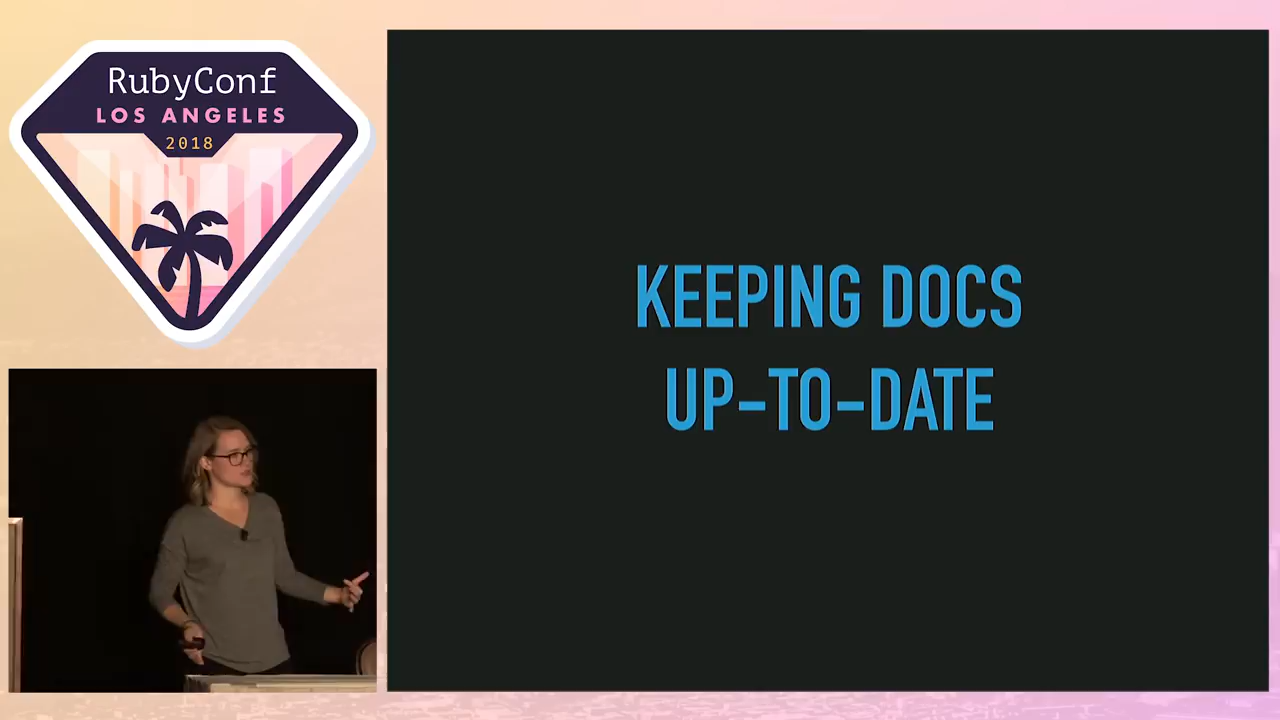 RubyConf
LOS ANGELES
2018
KEEPING DOCS
UP-TO-DATE